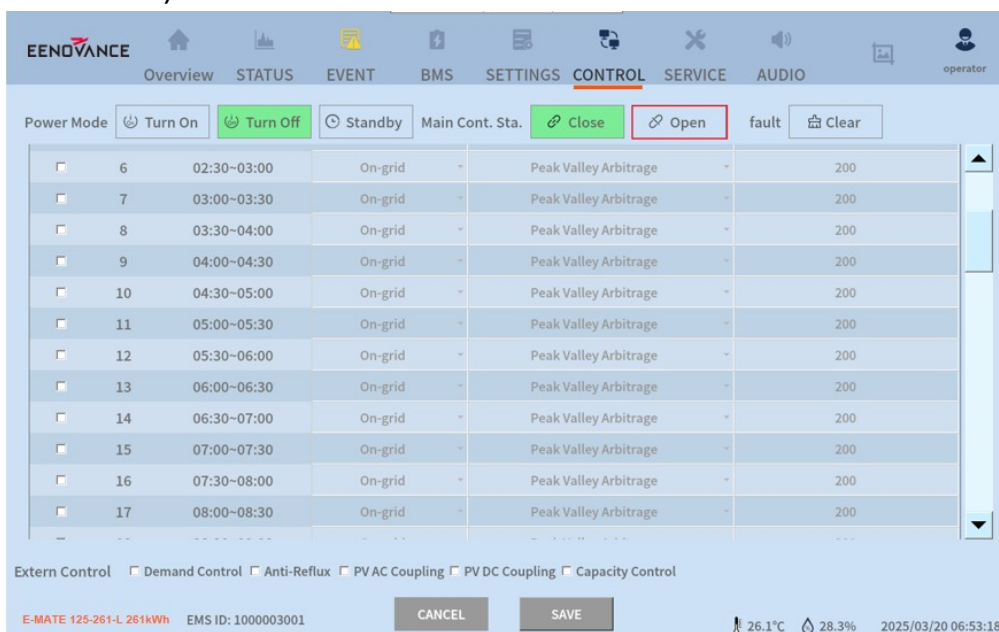 EENOVANCE
Overview STATUS EVENT BMS SETTINGS CONTROL SERVICE AUDIO operator
Power Mode Turn On Turn Off Standby Main Cont. Sta. Close Open fault Clear
6 02:30~03:00 On-grid Peak Valley Arbitrage 200
7 03:00~03:30 On-grid Peak Valley Arbitrage 200
8 03:30~04:00 On-grid Peak Valley Arbitrage 200
9 04:00~04:30 On-grid Peak Valley Arbitrage 200
10 04:30~05:00 On-grid Peak Valley Arbitrage 200
11 05:00~05:30 On-grid Peak Valley Arbitrage 200
12 05:30~06:00 On-grid Peak Valley Arbitrage 200
13 06:00~06:30 On-grid Peak Valley Arbitrage 200
14 06:30~07:00 On-grid Peak Valley Arbitrage 200
15 07:00~07:30 On-grid Peak Valley Arbitrage 200
16 07:30~08:00 On-grid Peak Valley Arbitrage 200
17 08:00~08:30 On-grid Peak Valley Arbitrage 200
Extern Control Demand Control Anti-Reflux PV AC Coupling PV DC Coupling Capacity Control
CANCEL SAVE
E-MATE 125-261-L 261kWh EMS ID: 1000003001 26.1°C 28.3% 2025/03/20 06:53:18